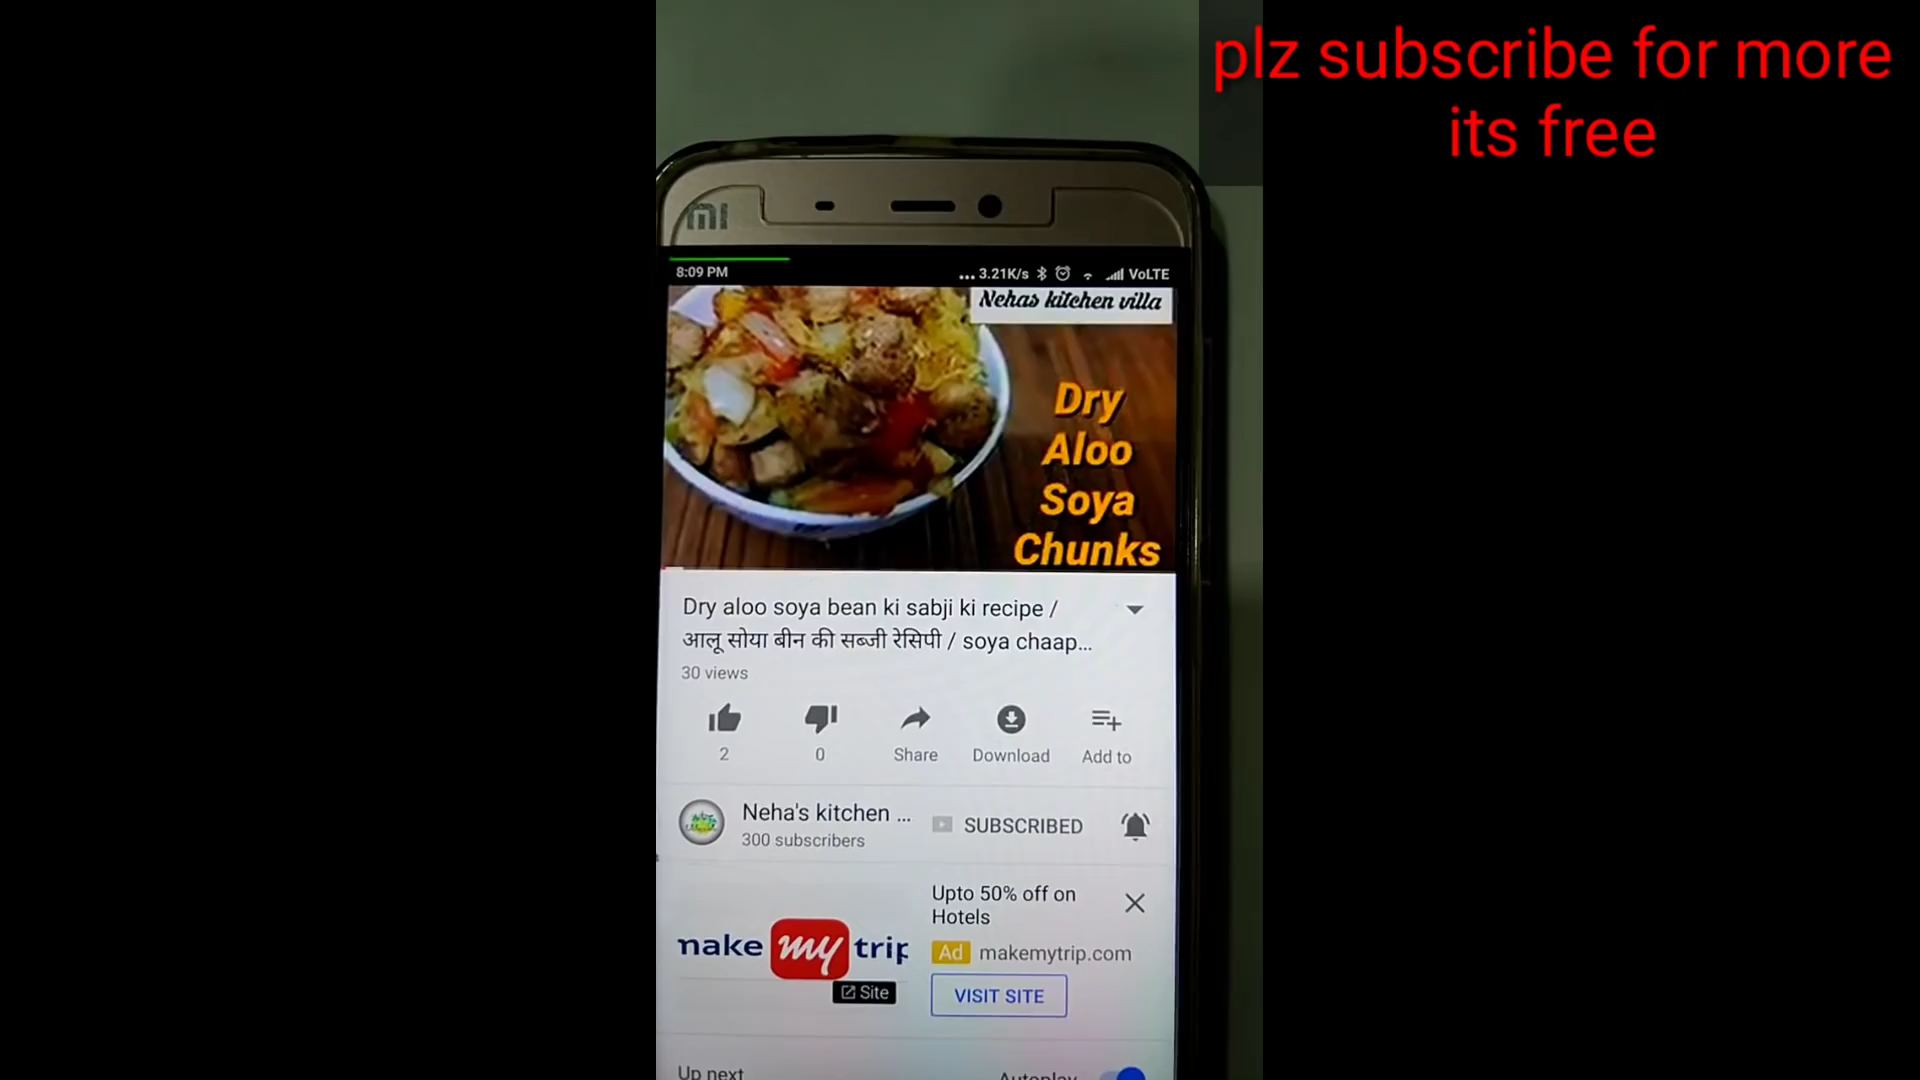 plz subscribe for more
its free
mi
8:09 PM
... 3.21K/s
VoLTE
Nehas kitchen villa
Dry
Aloo
Soya
Chunks
Dry aloo soya bean ki sabji ki recipe /
आलू सोया बीन की सब्जी रेसिपी / soya chaap...
30 views
2
0
Share
Download
Add to
Neha's kitchen ...
SUBSCRIBED
300 subscribers
Upto 50% off on
Hotels
make my trip
Ad makemytrip.com
Site
VISIT SITE
Up next
Autoplay